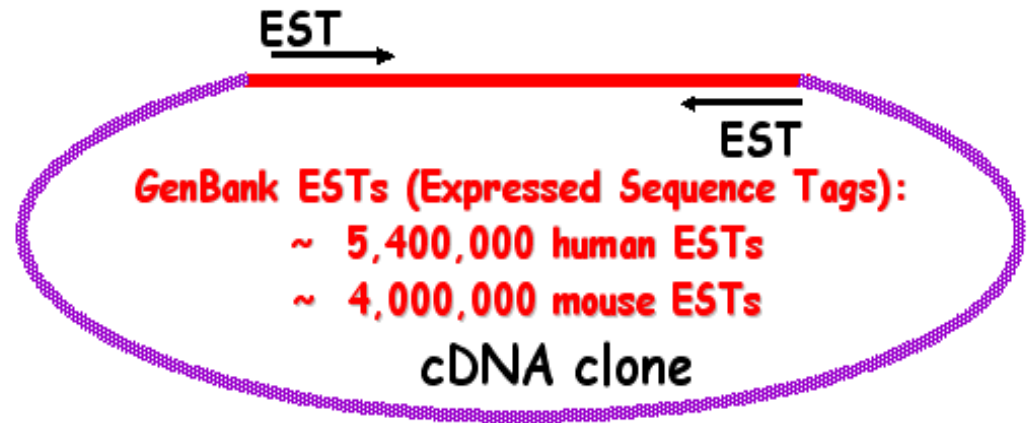 EST
EST
GenBank ESTs (Expressed Sequence Tags):
~ 5,400,000 human ESTs
~ 4,000,000 mouse ESTs
cDNA clone